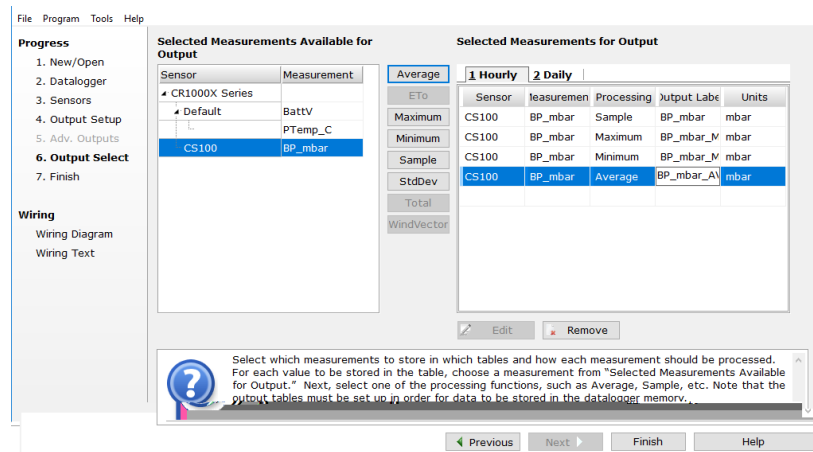 File Program Tools Help
Progress
1. New/Open
2. Datalogger
3. Sensors
4. Output Setup
5. Adv. Outputs
6. Output Select
7. Finish
Wiring
Wiring Diagram
Wiring Text
Selected Measurements Available for
Output
Sensor Measurement
CR1000X Series
Default BattV
PTemp_C
CS100 BP_mbar
Average
ETo
Maximum
Minimum
Sample
StdDev
Total
WindVector
Selected Measurements for Output
1 Hourly 2 Daily
Sensor Measuremen Processing Output Labe Units
CS100 BP_mbar Sample BP_mbar mbar
CS100 BP_mbar Maximum BP_mbar_M mbar
CS100 BP_mbar Minimum BP_mbar_M mbar
CS100 BP_mbar Average BP_mbar_A mbar
Edit Remove
Select which measurements to store in which tables and how each measurement should be processed.
For each value to be stored in the table, choose a measurement from "Selected Measurements Available
for Output." Next, select one of the processing functions, such as Average, Sample, etc. Note that the
output tables must be set up in order for data to be stored in the datalogger memory.
Previous Next Finish Help